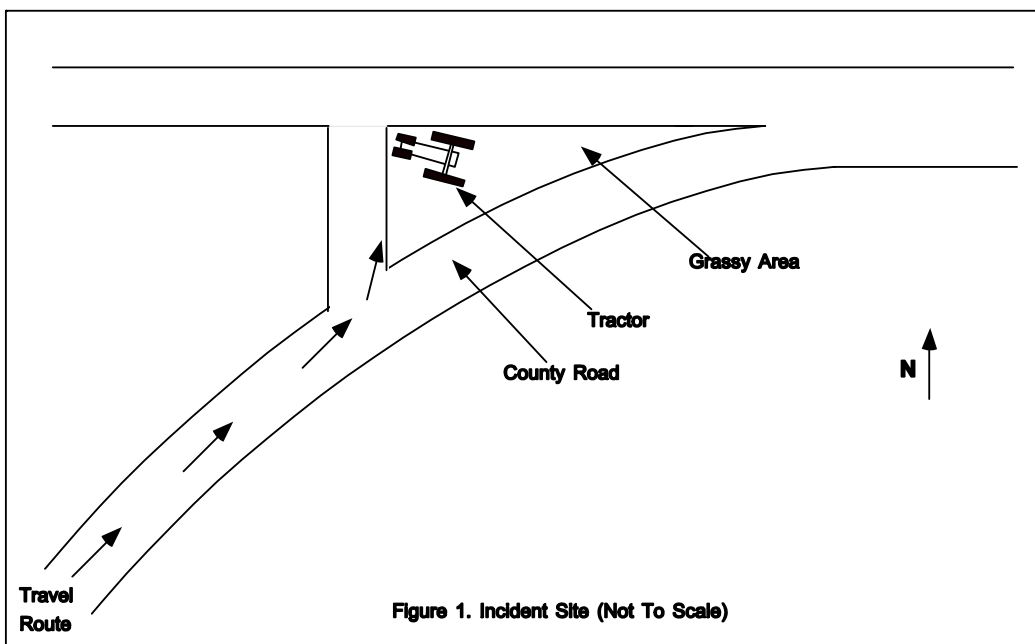 Grassy Area
Tractor
County Road
N
Travel
Route
Figure 1. Incident Site (Not To Scale)